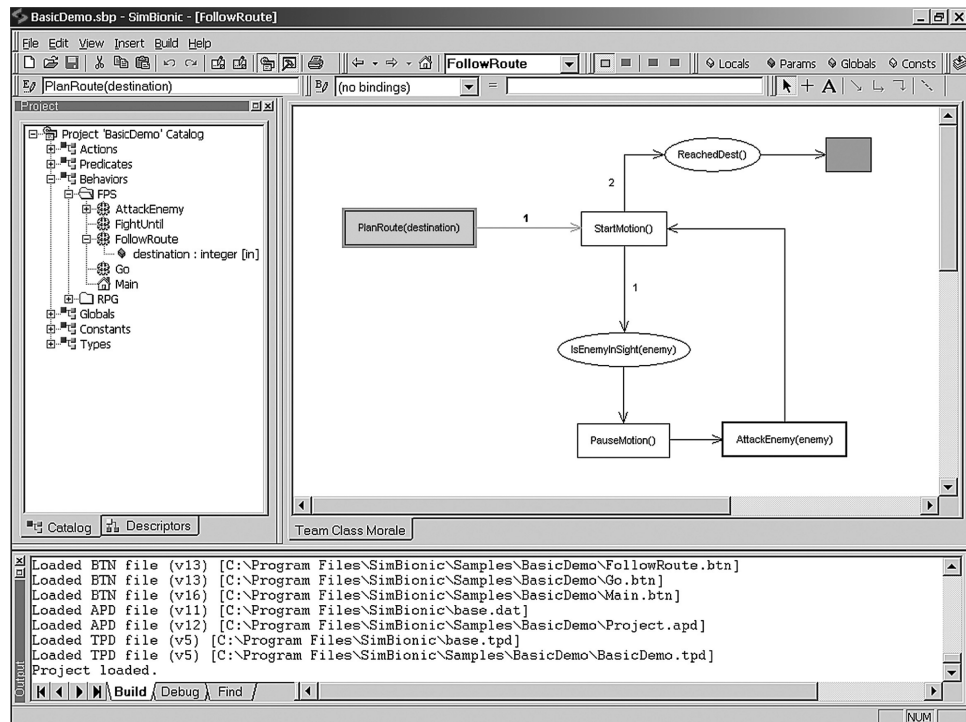 BasicDemo.sbp - SimBionic - [FollowRoute]
File Edit View Insert Build Help
FollowRoute
Locals Params Globals Consts
PlanRoute(destination)
(no bindings)
=
A
Project
Project 'BasicDemo' Catalog
Actions
Predicates
Behaviors
FPS
AttackEnemy
FightUntil
FollowRoute
destination : integer [in]
Go
Main
RPG
Globals
Constants
Types
Catalog Descriptors
ReachedDest()
2
PlanRoute(destination)
1
StartMotion()
1
IsEnemyInSight(enemy)
PauseMotion()
AttackEnemy(enemy)
Team Class Morale
Loaded BTN file (v13) [C:\Program Files\SimBionic\Samples\BasicDemo\FollowRoute.btn]
Loaded BTN file (v13) [C:\Program Files\SimBionic\Samples\BasicDemo\Go.btn]
Loaded BTN file (v16) [C:\Program Files\SimBionic\Samples\BasicDemo\Main.btn]
Loaded APD file (v11) [C:\Program Files\SimBionic\base.dat]
Loaded APD file (v12) [C:\Program Files\SimBionic\Samples\BasicDemo\Project.apd]
Loaded TPD file (v5) [C:\Program Files\SimBionic\base.tpd]
Loaded TPD file (v5) [C:\Program Files\SimBionic\Samples\BasicDemo\BasicDemo.tpd]
Project loaded.
Output
Build Debug Find
NUM